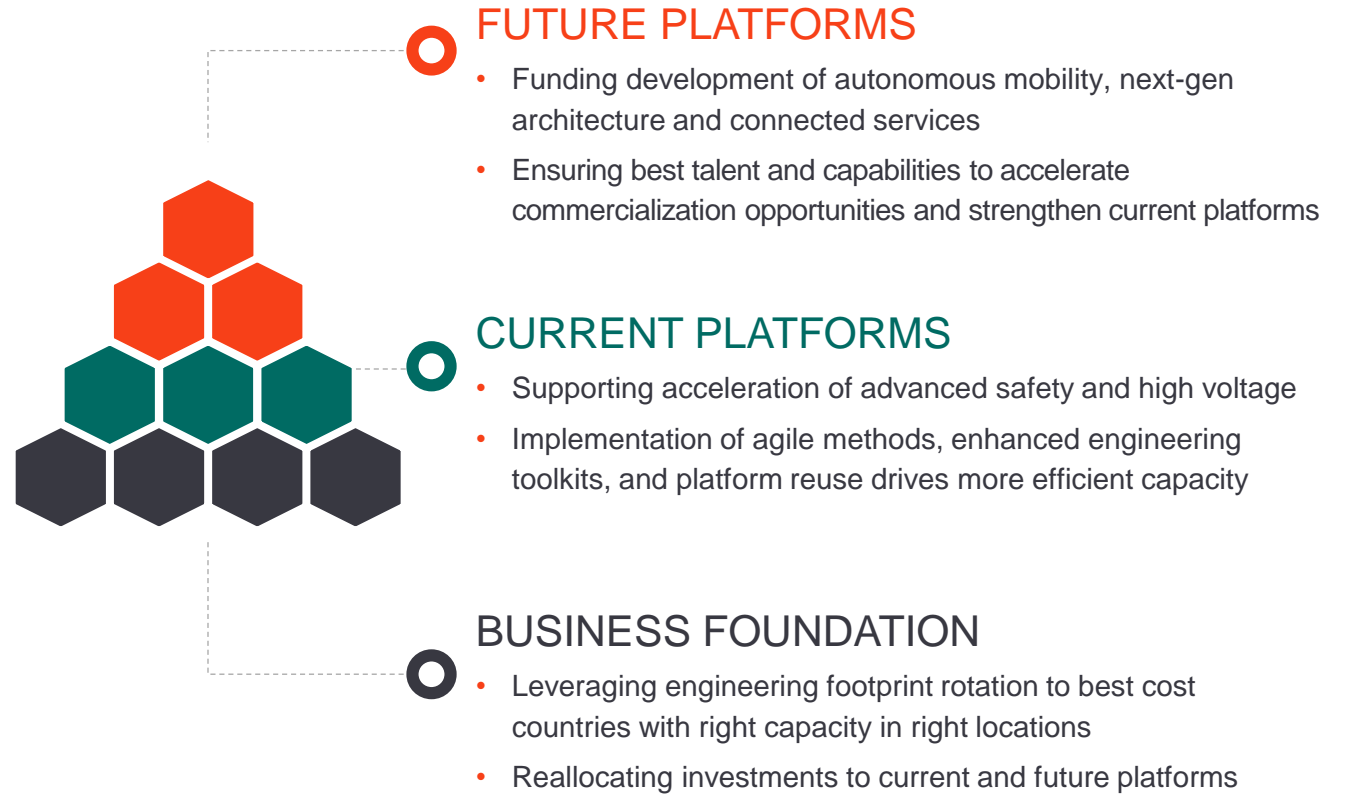 FUTURE PLATFORMS
• Funding development of autonomous mobility, next-gen
architecture and connected services
• Ensuring best talent and capabilities to accelerate
commercialization opportunities and strengthen current platforms
CURRENT PLATFORMS
• Supporting acceleration of advanced safety and high voltage
• Implementation of agile methods, enhanced engineering
toolkits, and platform reuse drives more efficient capacity
BUSINESS FOUNDATION
• Leveraging engineering footprint rotation to best cost
countries with right capacity in right locations
• Reallocating investments to current and future platforms